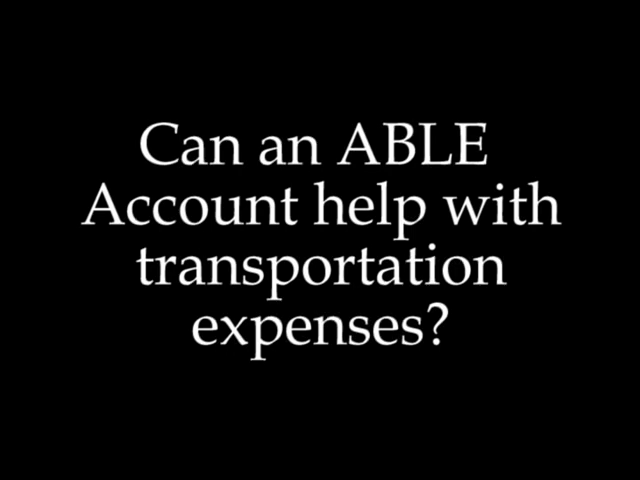 Can an ABLE
Account help with
transportation
expenses?